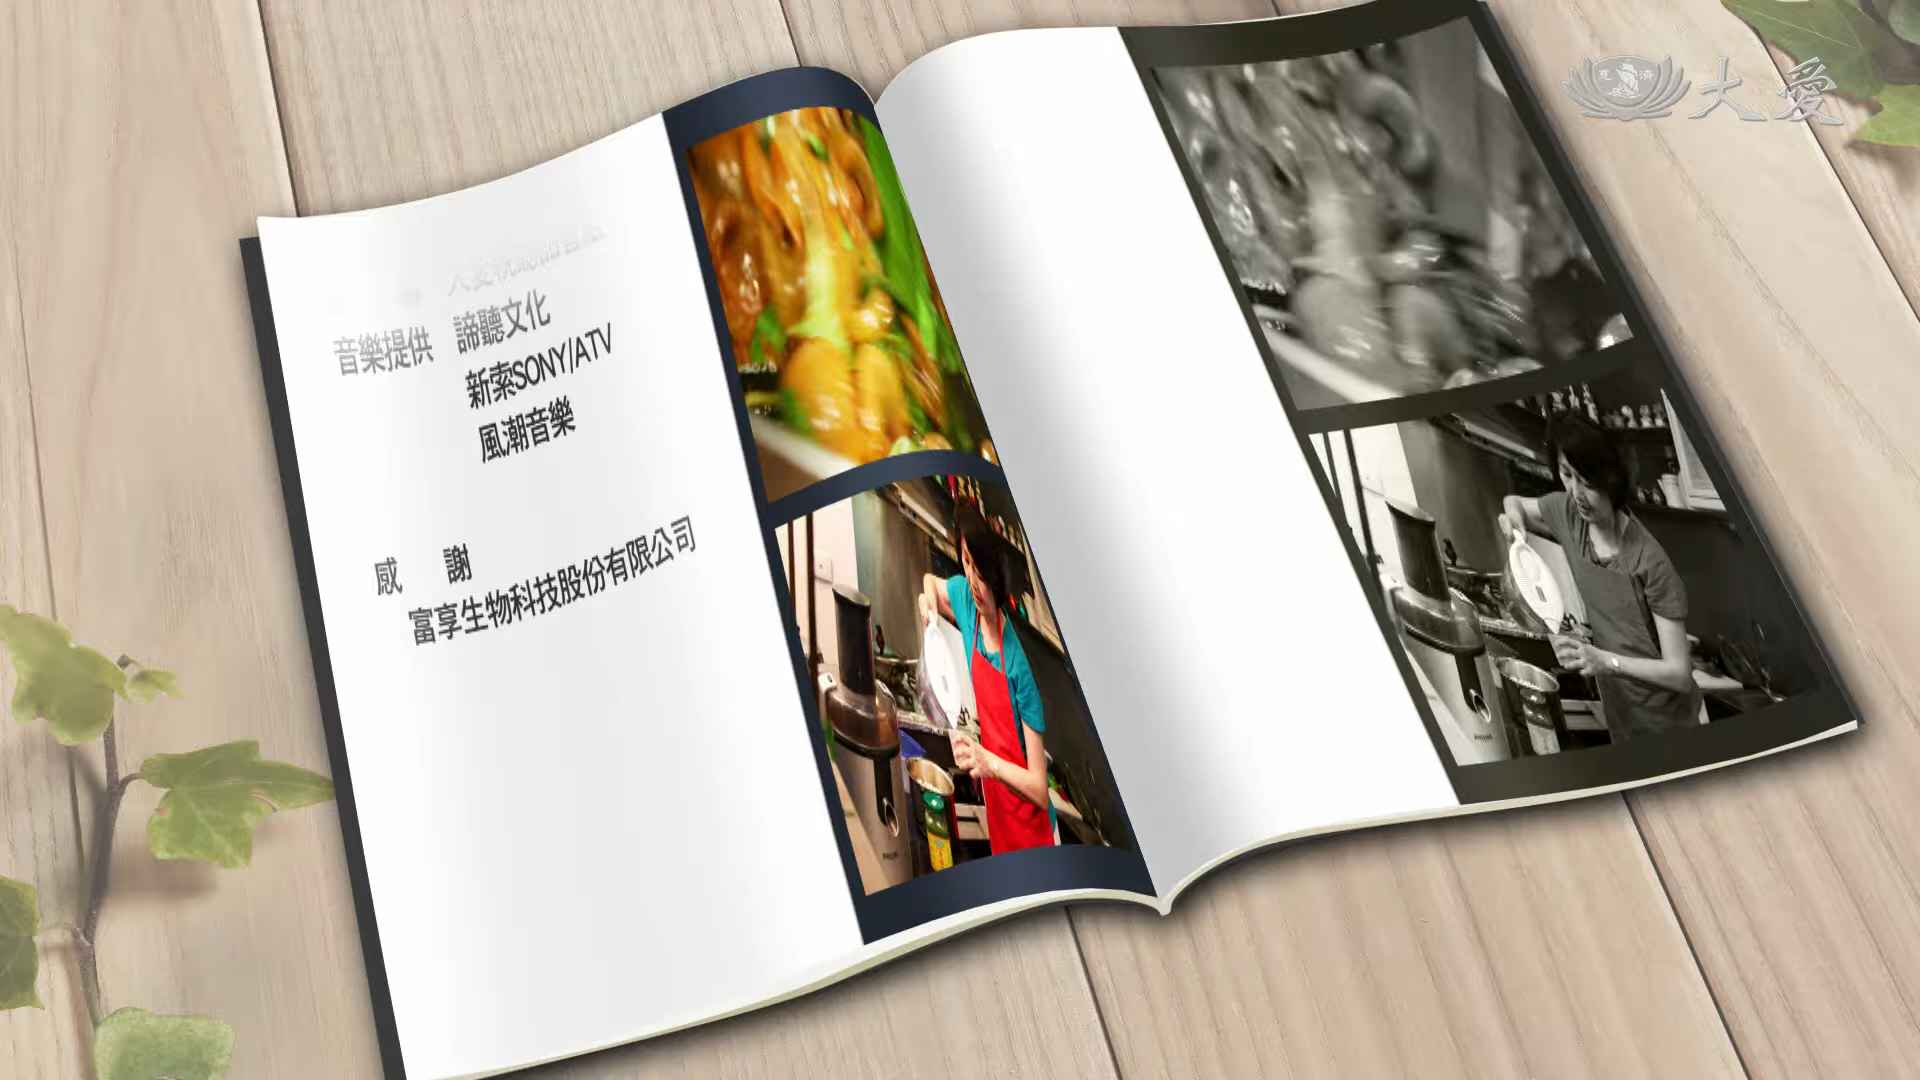 大愛
音樂提供 諦聽文化
新索SONY/ATV
風潮音樂
感 謝
富享生物科技股份有限公司
PHILIPS